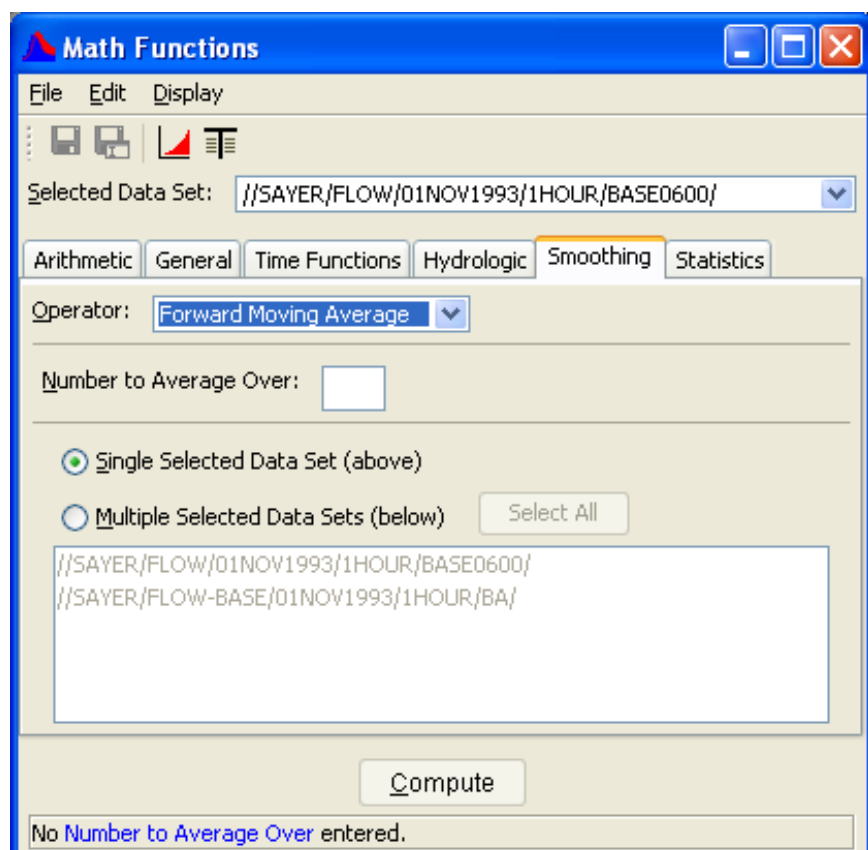 Math Functions
File Edit Display
Selected Data Set: //SAYER/FLOW/01NOV1993/1HOUR/BASE0600/
Arithmetic General Time Functions Hydrologic Smoothing Statistics
Operator: Forward Moving Average
Number to Average Over:
Single Selected Data Set (above)
Multiple Selected Data Sets (below) Select All
//SAYER/FLOW/01NOV1993/1HOUR/BASE0600/
//SAYER/FLOW-BASE/01NOV1993/1HOUR/BA/
Compute
No Number to Average Over entered.